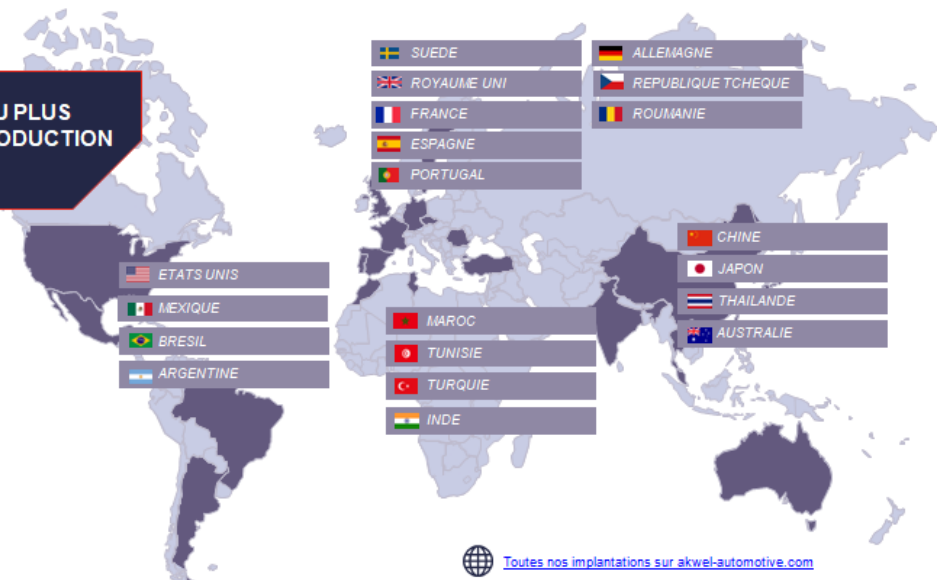 PLUS
SUEDE
ROYAUME UNI
FRANCE
ESPAGNE
PORTUGAL
ALLEMAGNE
REPUBLIQUE TCHEQUE
ROUMANIE
ETATS UNIS
MEXIQUE
BRESIL
ARGENTINE
MAROC
TUNISIE
TURQUIE
INDE
CHINE
JAPON
THAILANDE
AUSTRALIE
Toutes nos implantations sur akwel-automotive.com